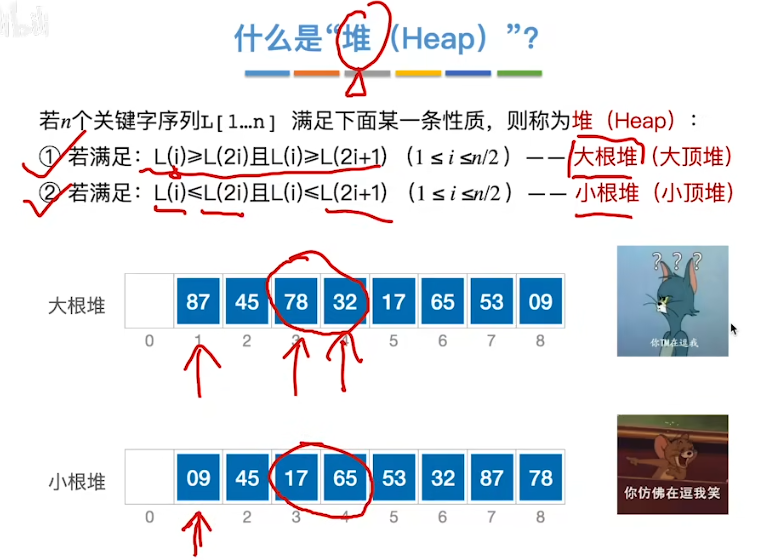 什么是“堆（Heap）”?
若n个关键字序列L[1…n] 满足下面某一条性质，则称为堆（Heap）：
① 若满足：L(i)≥L(2i)且L(i)≥L(2i+1)（1 ≤ i ≤n/2）—— 大根堆（大顶堆）
② 若满足：L(i)≤L(2i)且L(i)≤L(2i+1)（1 ≤ i ≤n/2）—— 小根堆（小顶堆）
? ? ?
大根堆 87 45 78 32 17 65 53 09
0 1 2 3 4 5 6 7 8
你TM在逗我
小根堆 09 45 17 65 53 32 87 78
你仿佛在逗我笑
0 1 2 3 4 5 6 7 8